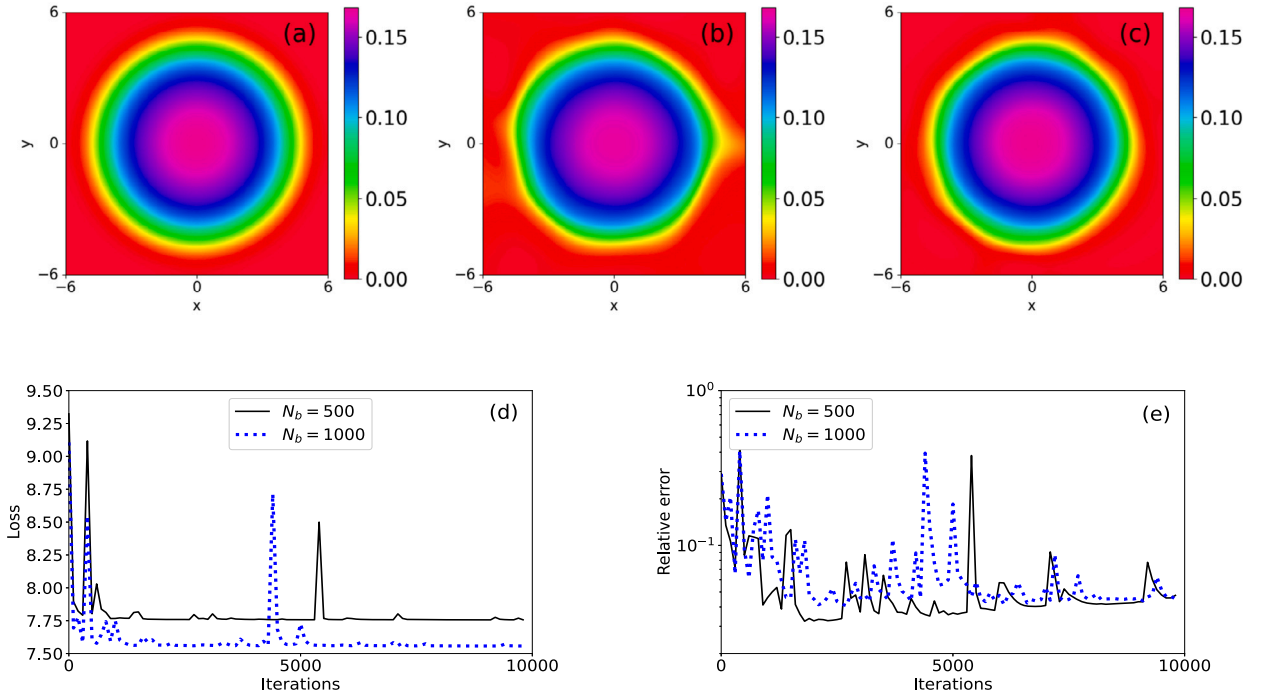 6
(a)
0.15
y
0
0.10
0.05
−6
0.00
−6
0
6
x
6
(b)
0.15
y
0
0.10
0.05
−6
0.00
−6
0
6
x
6
(c)
0.15
y
0
0.10
0.05
−6
0.00
−6
0
6
x
9.50
9.25
9.00
8.75
8.50
8.25
8.00
7.75
7.50
Loss
N_b = 500
N_b = 1000
(d)
0
5000
10000
Iterations
10⁰
10⁻¹
Relative error
N_b = 500
N_b = 1000
(e)
0
5000
10000
Iterations